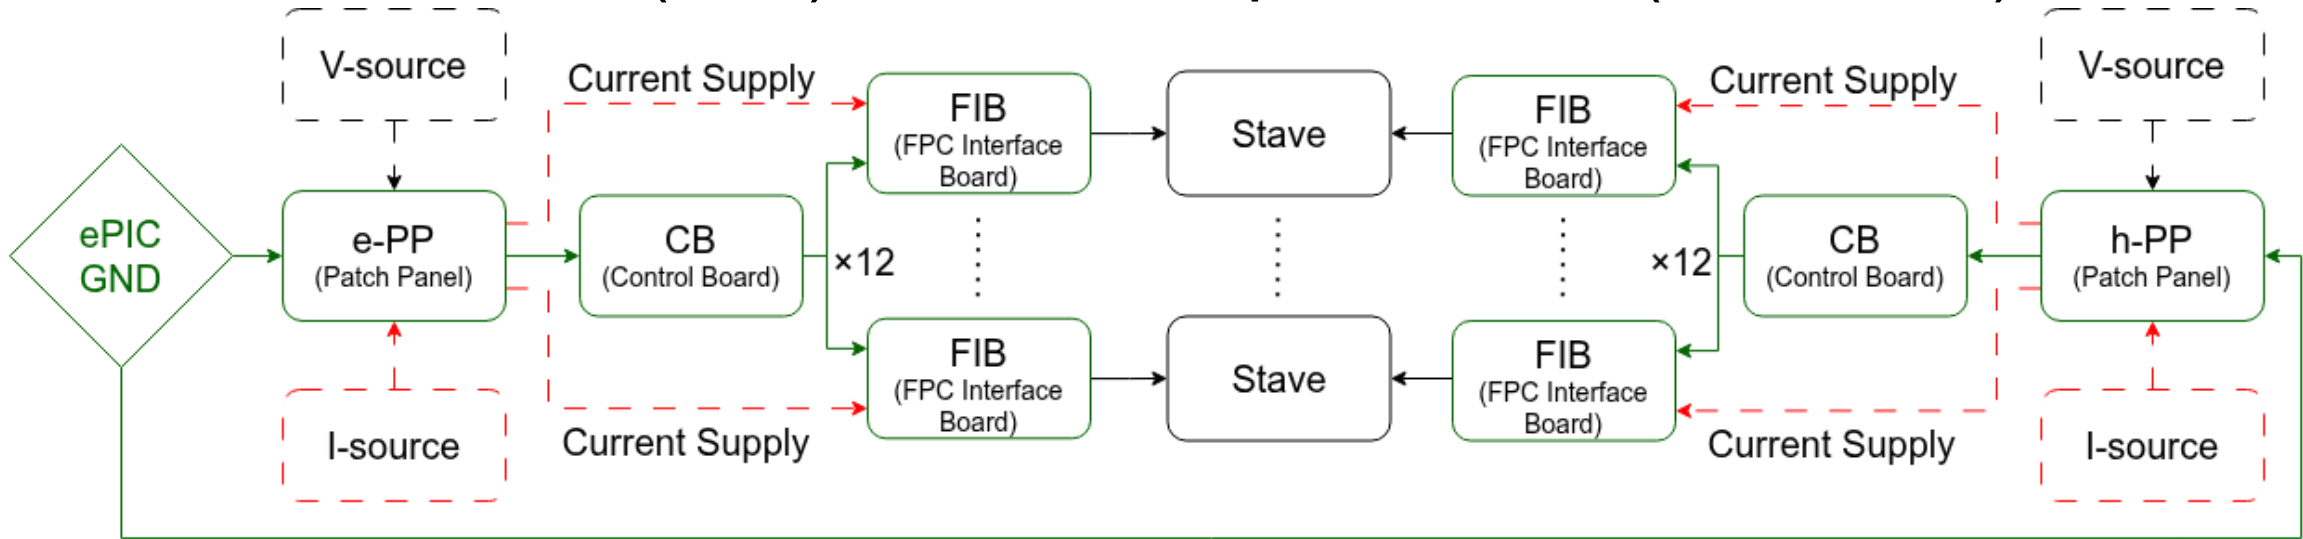 V-source
V-source
Current Supply
Current Supply
FIB
(FPC Interface
Board)
Stave
FIB
(FPC Interface
Board)
ePIC
GND
e-PP
(Patch Panel)
CB
(Control Board)
×12
×12
CB
(Control Board)
h-PP
(Patch Panel)
FIB
(FPC Interface
Board)
Stave
FIB
(FPC Interface
Board)
I-source
Current Supply
Current Supply
I-source